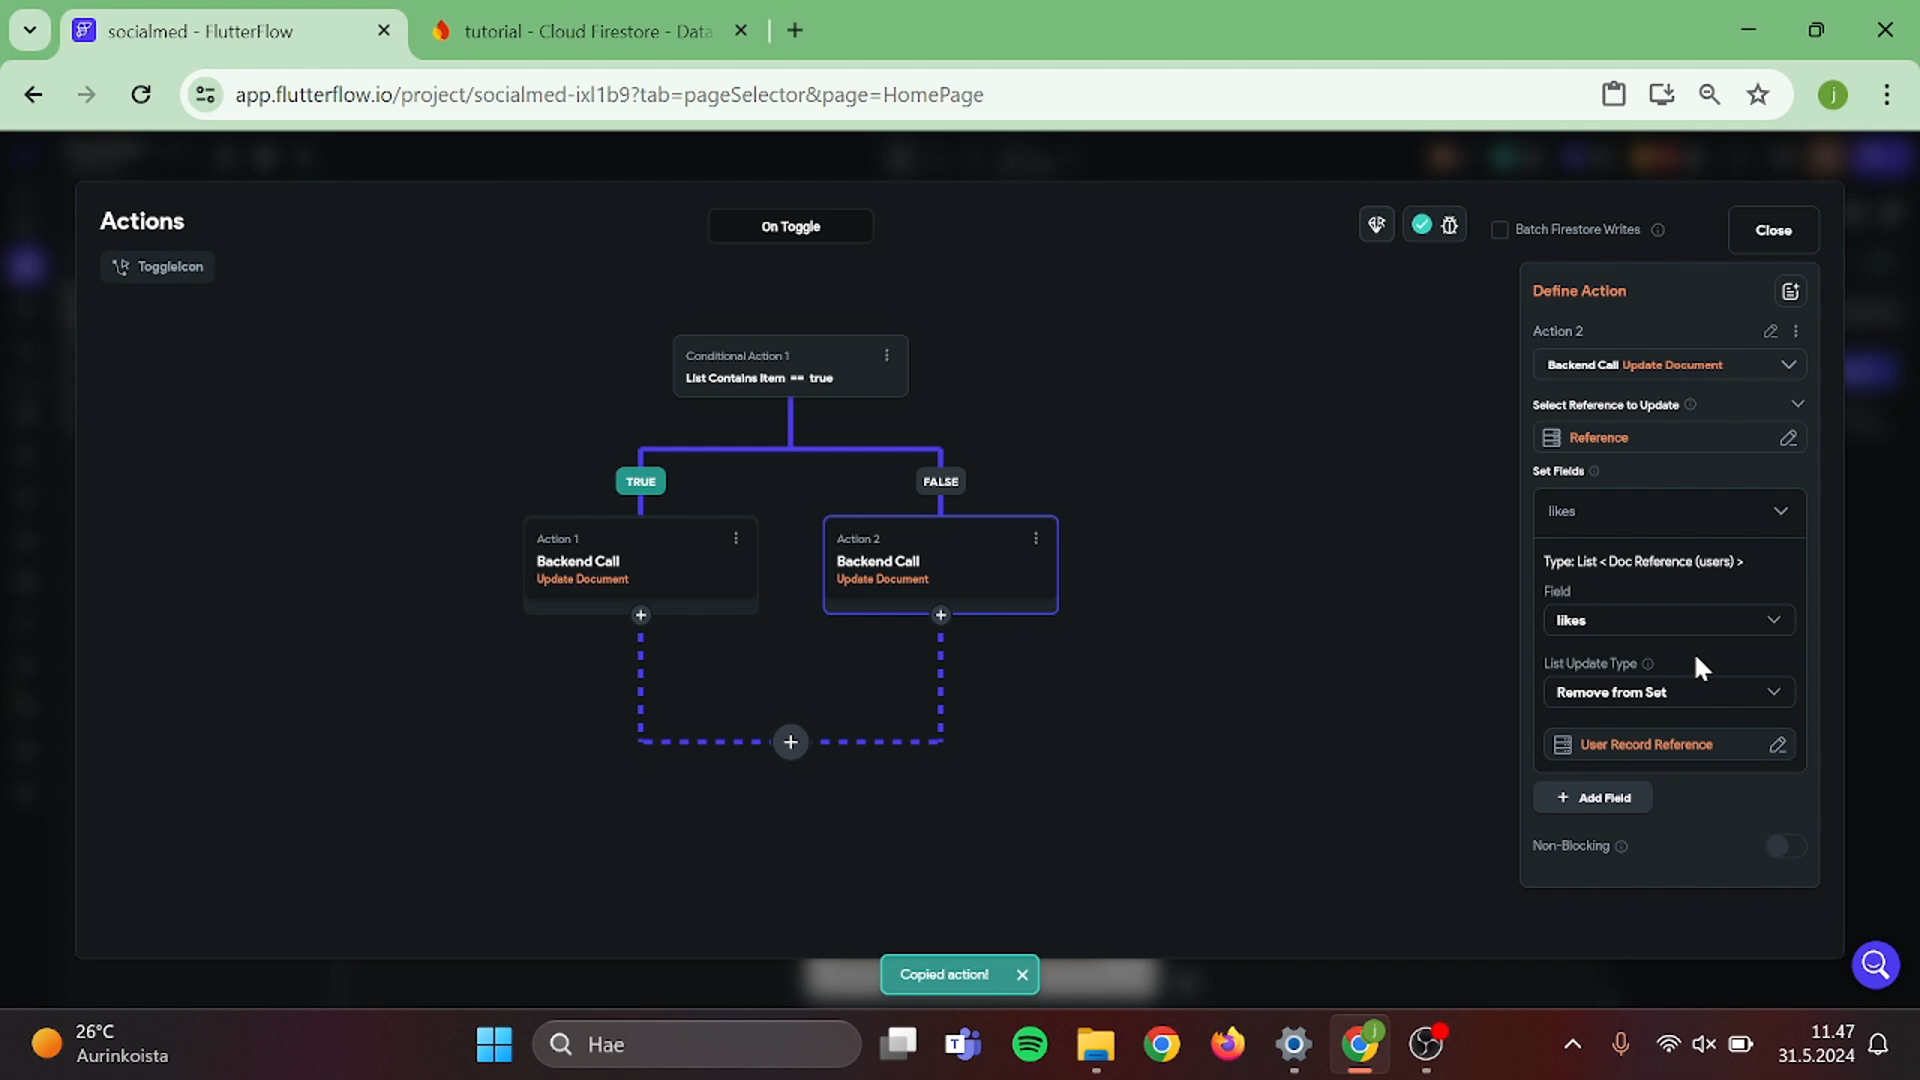 socialmed - FlutterFlow
tutorial - Cloud Firestore - Data
app.flutterflow.io/project/socialmed-ixl1b9?tab=pageSelector&page=HomePage
j
Actions
On Toggle
Batch Firestore Writes
Close
ToggleIcon
Define Action
Action 2
Backend Call Update Document
Select Reference to Update
Reference
Set Fields
likes
Type: List < Doc Reference (users) >
Field
likes
List Update Type
Remove from Set
User Record Reference
+ Add Field
Non-Blocking
Conditional Action 1
List Contains Item == true
TRUE
FALSE
Action 1
Backend Call
Update Document
Action 2
Backend Call
Update Document
Copied action!
26°C
Aurinkoista
Hae
11.47
31.5.2024